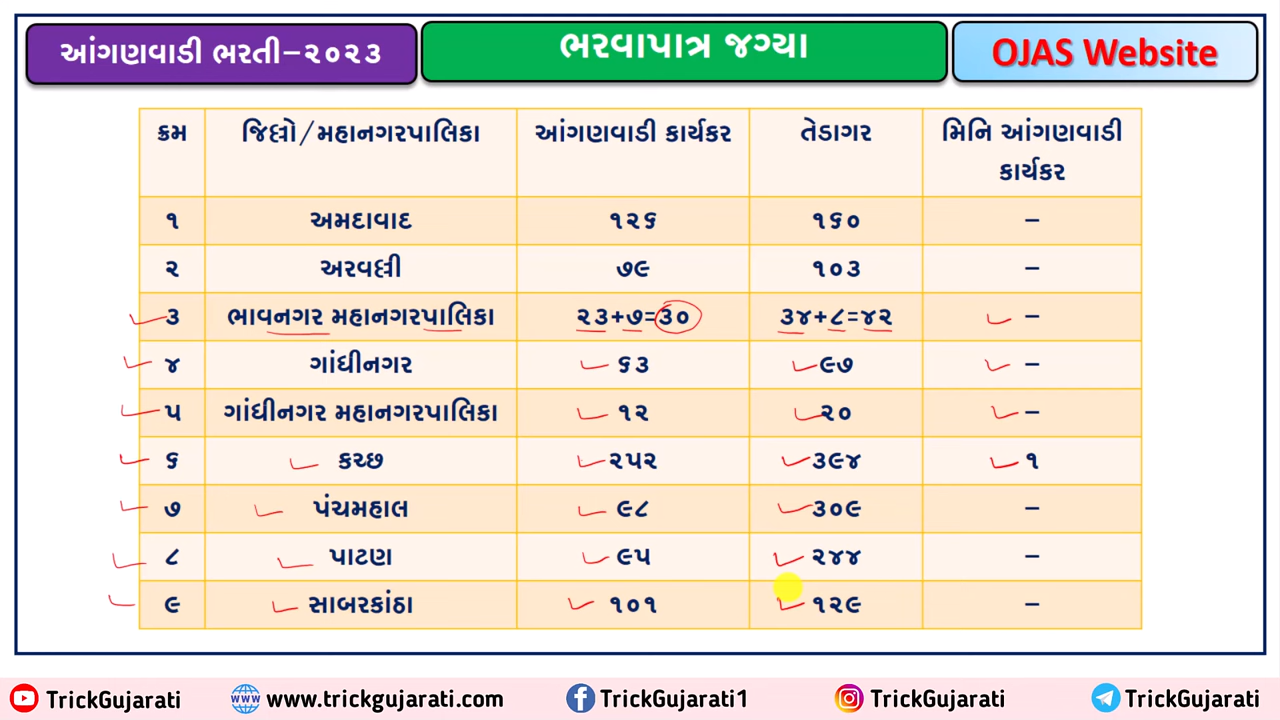 આંગણવાડી ભરતી–૨૦૨૩
ભરવાપાત્ર જગ્યા
OJAS Website
ક્રમ જિલ્લો/મહાનગરપાલિકા આંગણવાડી કાર્યકર તેડાગર મિનિ આંગણવાડી
કાર્યકર
૧ અમદાવાદ ૧૨૬ ૧૬૦ –
૨ અરવલ્લી ૭૯ ૧૦૩ –
૩ ભાવનગર મહાનગરપાલિકા ૨૩+૭=૩૦ ૩૪+૮=૪૨ –
૪ ગાંધીનગર ૬૩ ૯૭ –
૫ ગાંધીનગર મહાનગરપાલિકા ૧૨ ૨૦ –
૬ કચ્છ ૨૫૨ ૩૯૪ ૧
૭ પંચમહાલ ૯૮ ૩૦૯ –
૮ પાટણ ૯૫ ૨૪૪ –
૯ સાબરકાંઠા ૧૦૧ ૧૨૯ –
TrickGujarati www.trickgujarati.com TrickGujarati1 TrickGujarati TrickGujarati